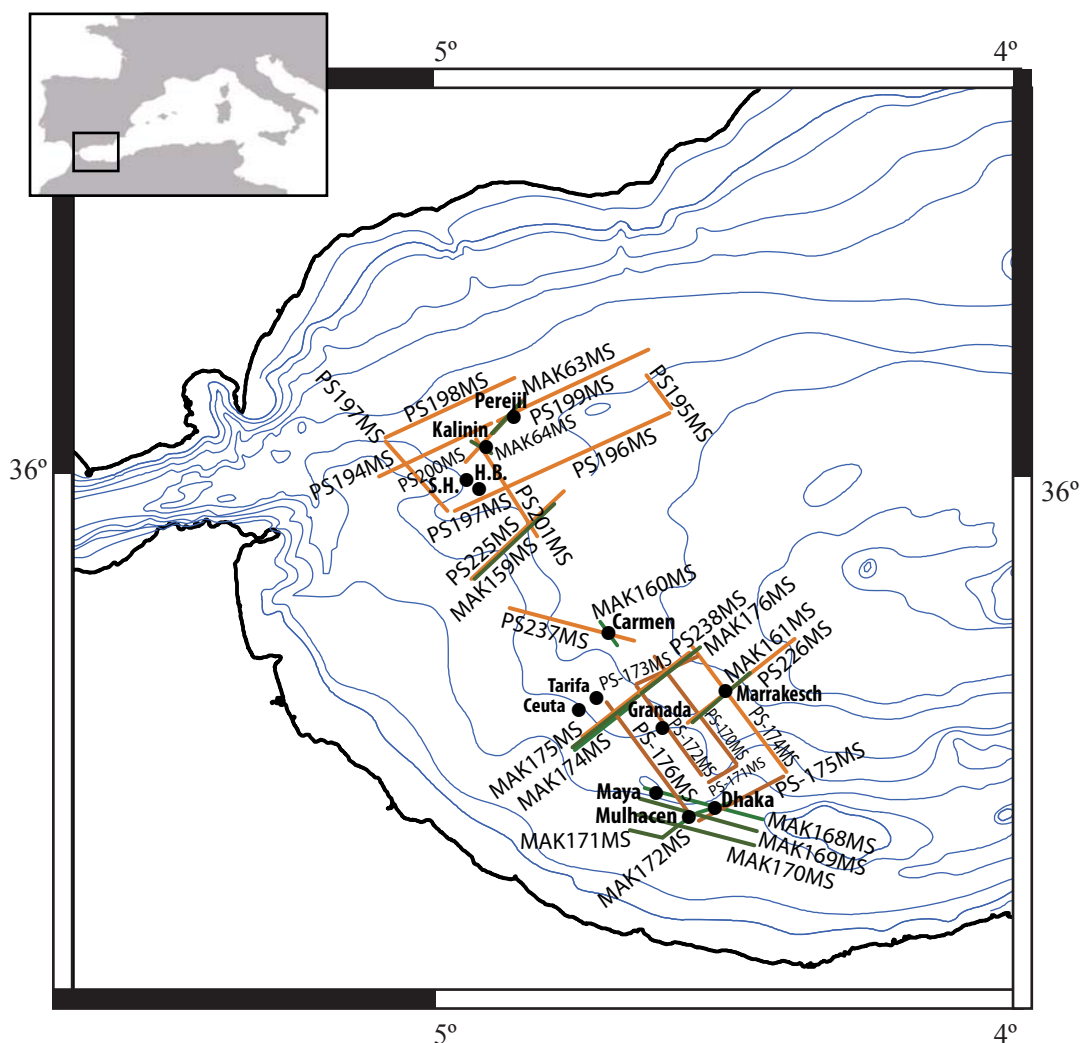 5º
4º
PS197MS
PS198MS
MAK63MS
Perejil
PS199MS
PS195MS
Kalinin
MAK64MS
PS194MS
PS200MS
PS196MS
36º
36º
H.B.
S.H.
PS197MS
PS201MS
PS225MS
MAK159MS
MAK160MS
Carmen
PS237MS
PS238MS
MAK176MS
MAK161MS
PS226MS
PS-173MS
Tarifa
Ceuta
Marrakesch
Granada
PS-170MS
PS-174MS
PS-172MS
PS-171MS
MAK175MS
MAK174MS
PS-176MS
PS-175MS
Maya
Dhaka
Mulhacen
MAK168MS
MAK171MS
MAK169MS
MAK172MS
MAK170MS
5º
4º